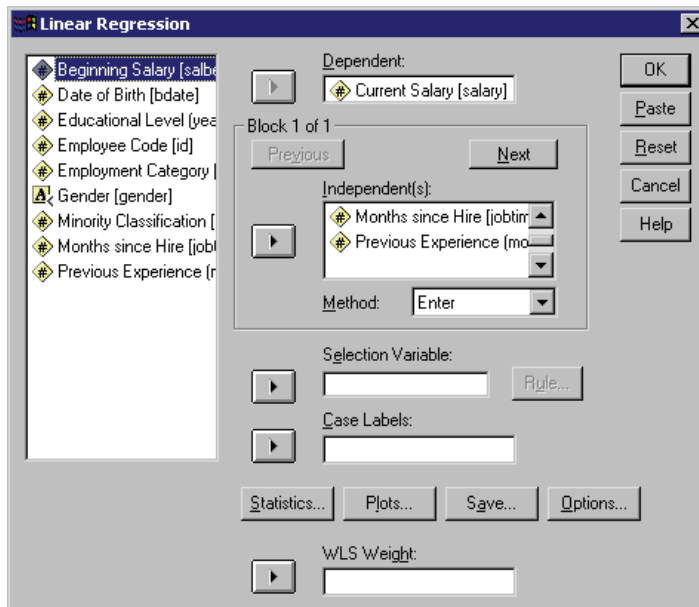 Linear Regression
Beginning Salary [salbe
Date of Birth [bdate]
Educational Level (yea
Employee Code [id]
Employment Category [
Gender [gender]
Minority Classification [
Months since Hire [jobti
Previous Experience (r
Dependent:
Current Salary [salary]
Block 1 of 1
Previous
Next
Independent(s):
Months since Hire [jobtim
Previous Experience (mo
Method:
Enter
Selection Variable:
Rule...
Case Labels:
Statistics...
Plots...
Save...
Options...
WLS Weight:
OK
Paste
Reset
Cancel
Help